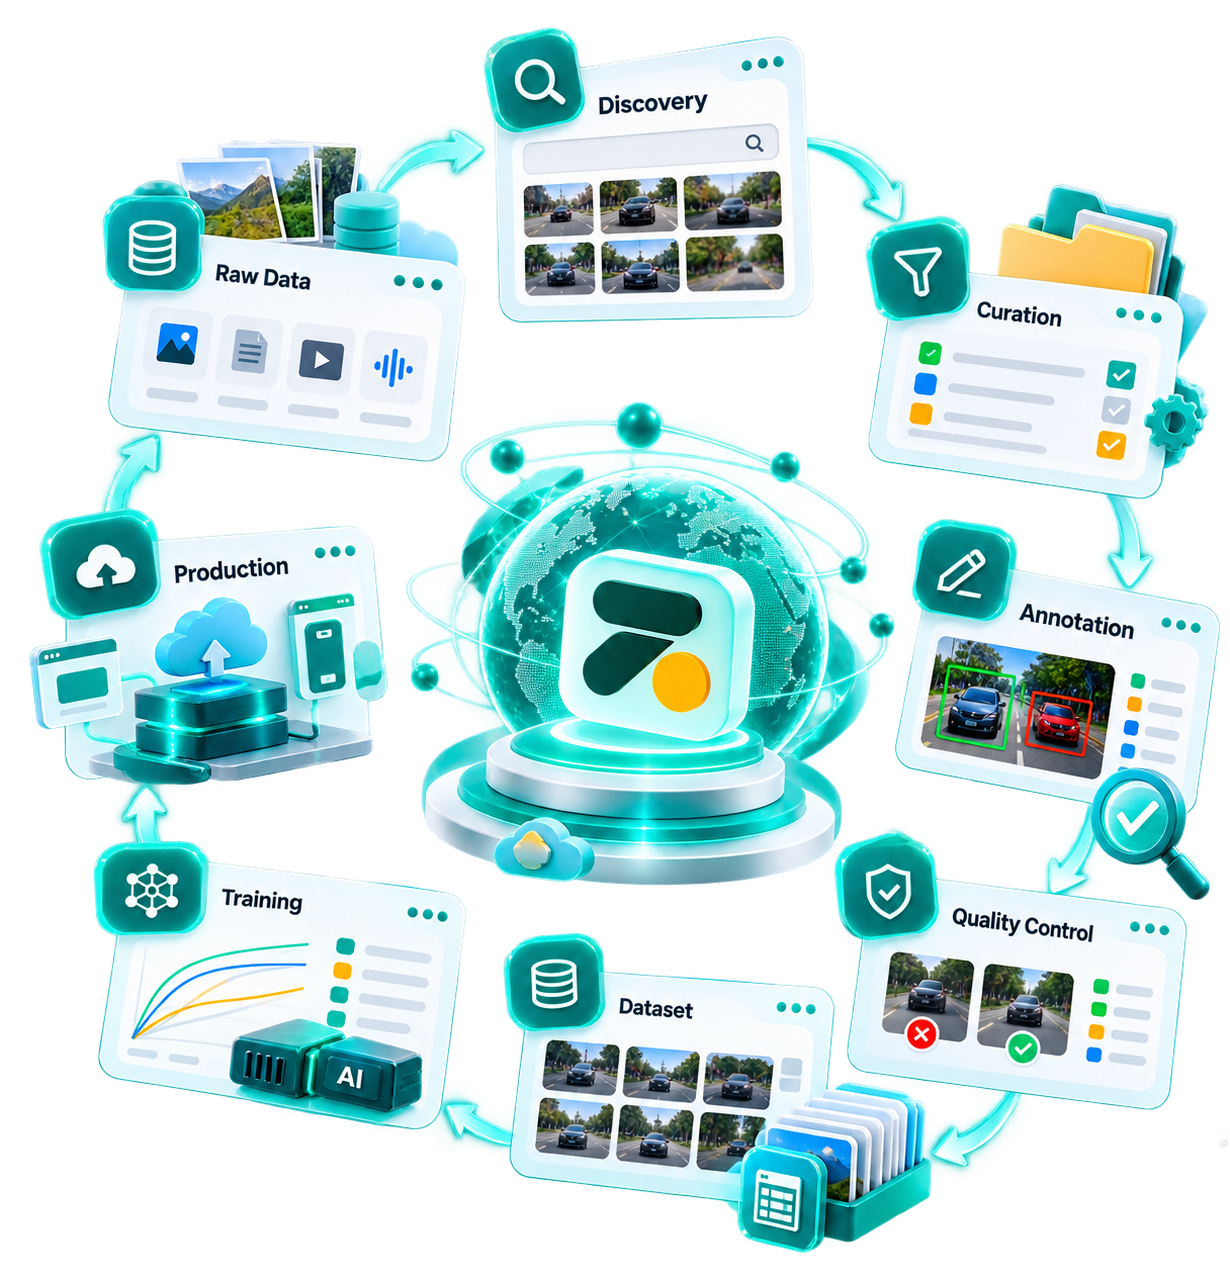 Discovery
Raw Data
Curation
Production
Annotation
Training
Quality Control
Dataset
AI